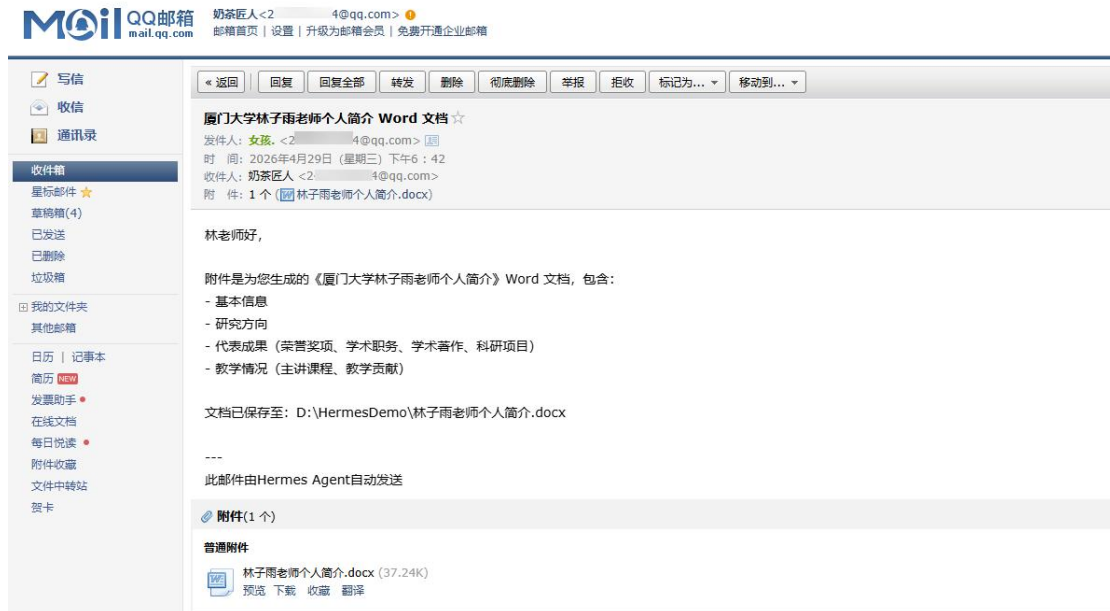 MOil QQ邮箱 mail.qq.com
奶茶匠人<2 4@qq.com>
邮箱首页 | 设置 | 升级为邮箱会员 | 免费开通企业邮箱
写信
收信
通讯录
收件箱
星标邮件
草稿箱(4)
已发送
已删除
垃圾箱
我的文件夹
其他邮箱
日历 | 记事本
简历 NEW
发票助手
在线文档
每日悦读
附件收藏
文件中转站
贺卡
« 返回 回复 回复全部 转发 删除 彻底删除 举报 拒收 标记为... 移动到...
厦门大学林子雨老师个人简介 Word 文档
发件人: 女孩. <2 4@qq.com>
时 间: 2026年4月29日 (星期三) 下午6:42
收件人: 奶茶匠人 <2 4@qq.com>
附 件: 1 个 (林子雨老师个人简介.docx)
林老师好,
附件是为您生成的《厦门大学林子雨老师个人简介》Word 文档, 包含:
- 基本信息
- 研究方向
- 代表成果 (荣誉奖项、学术职务、学术著作、科研项目)
- 教学情况 (主讲课程、教学贡献)
文档已保存至: D:\HermesDemo\林子雨老师个人简介.docx
---
此邮件由Hermes Agent自动发送
附件(1 个)
普通附件
林子雨老师个人简介.docx (37.24K)
预览 下载 收藏 翻译